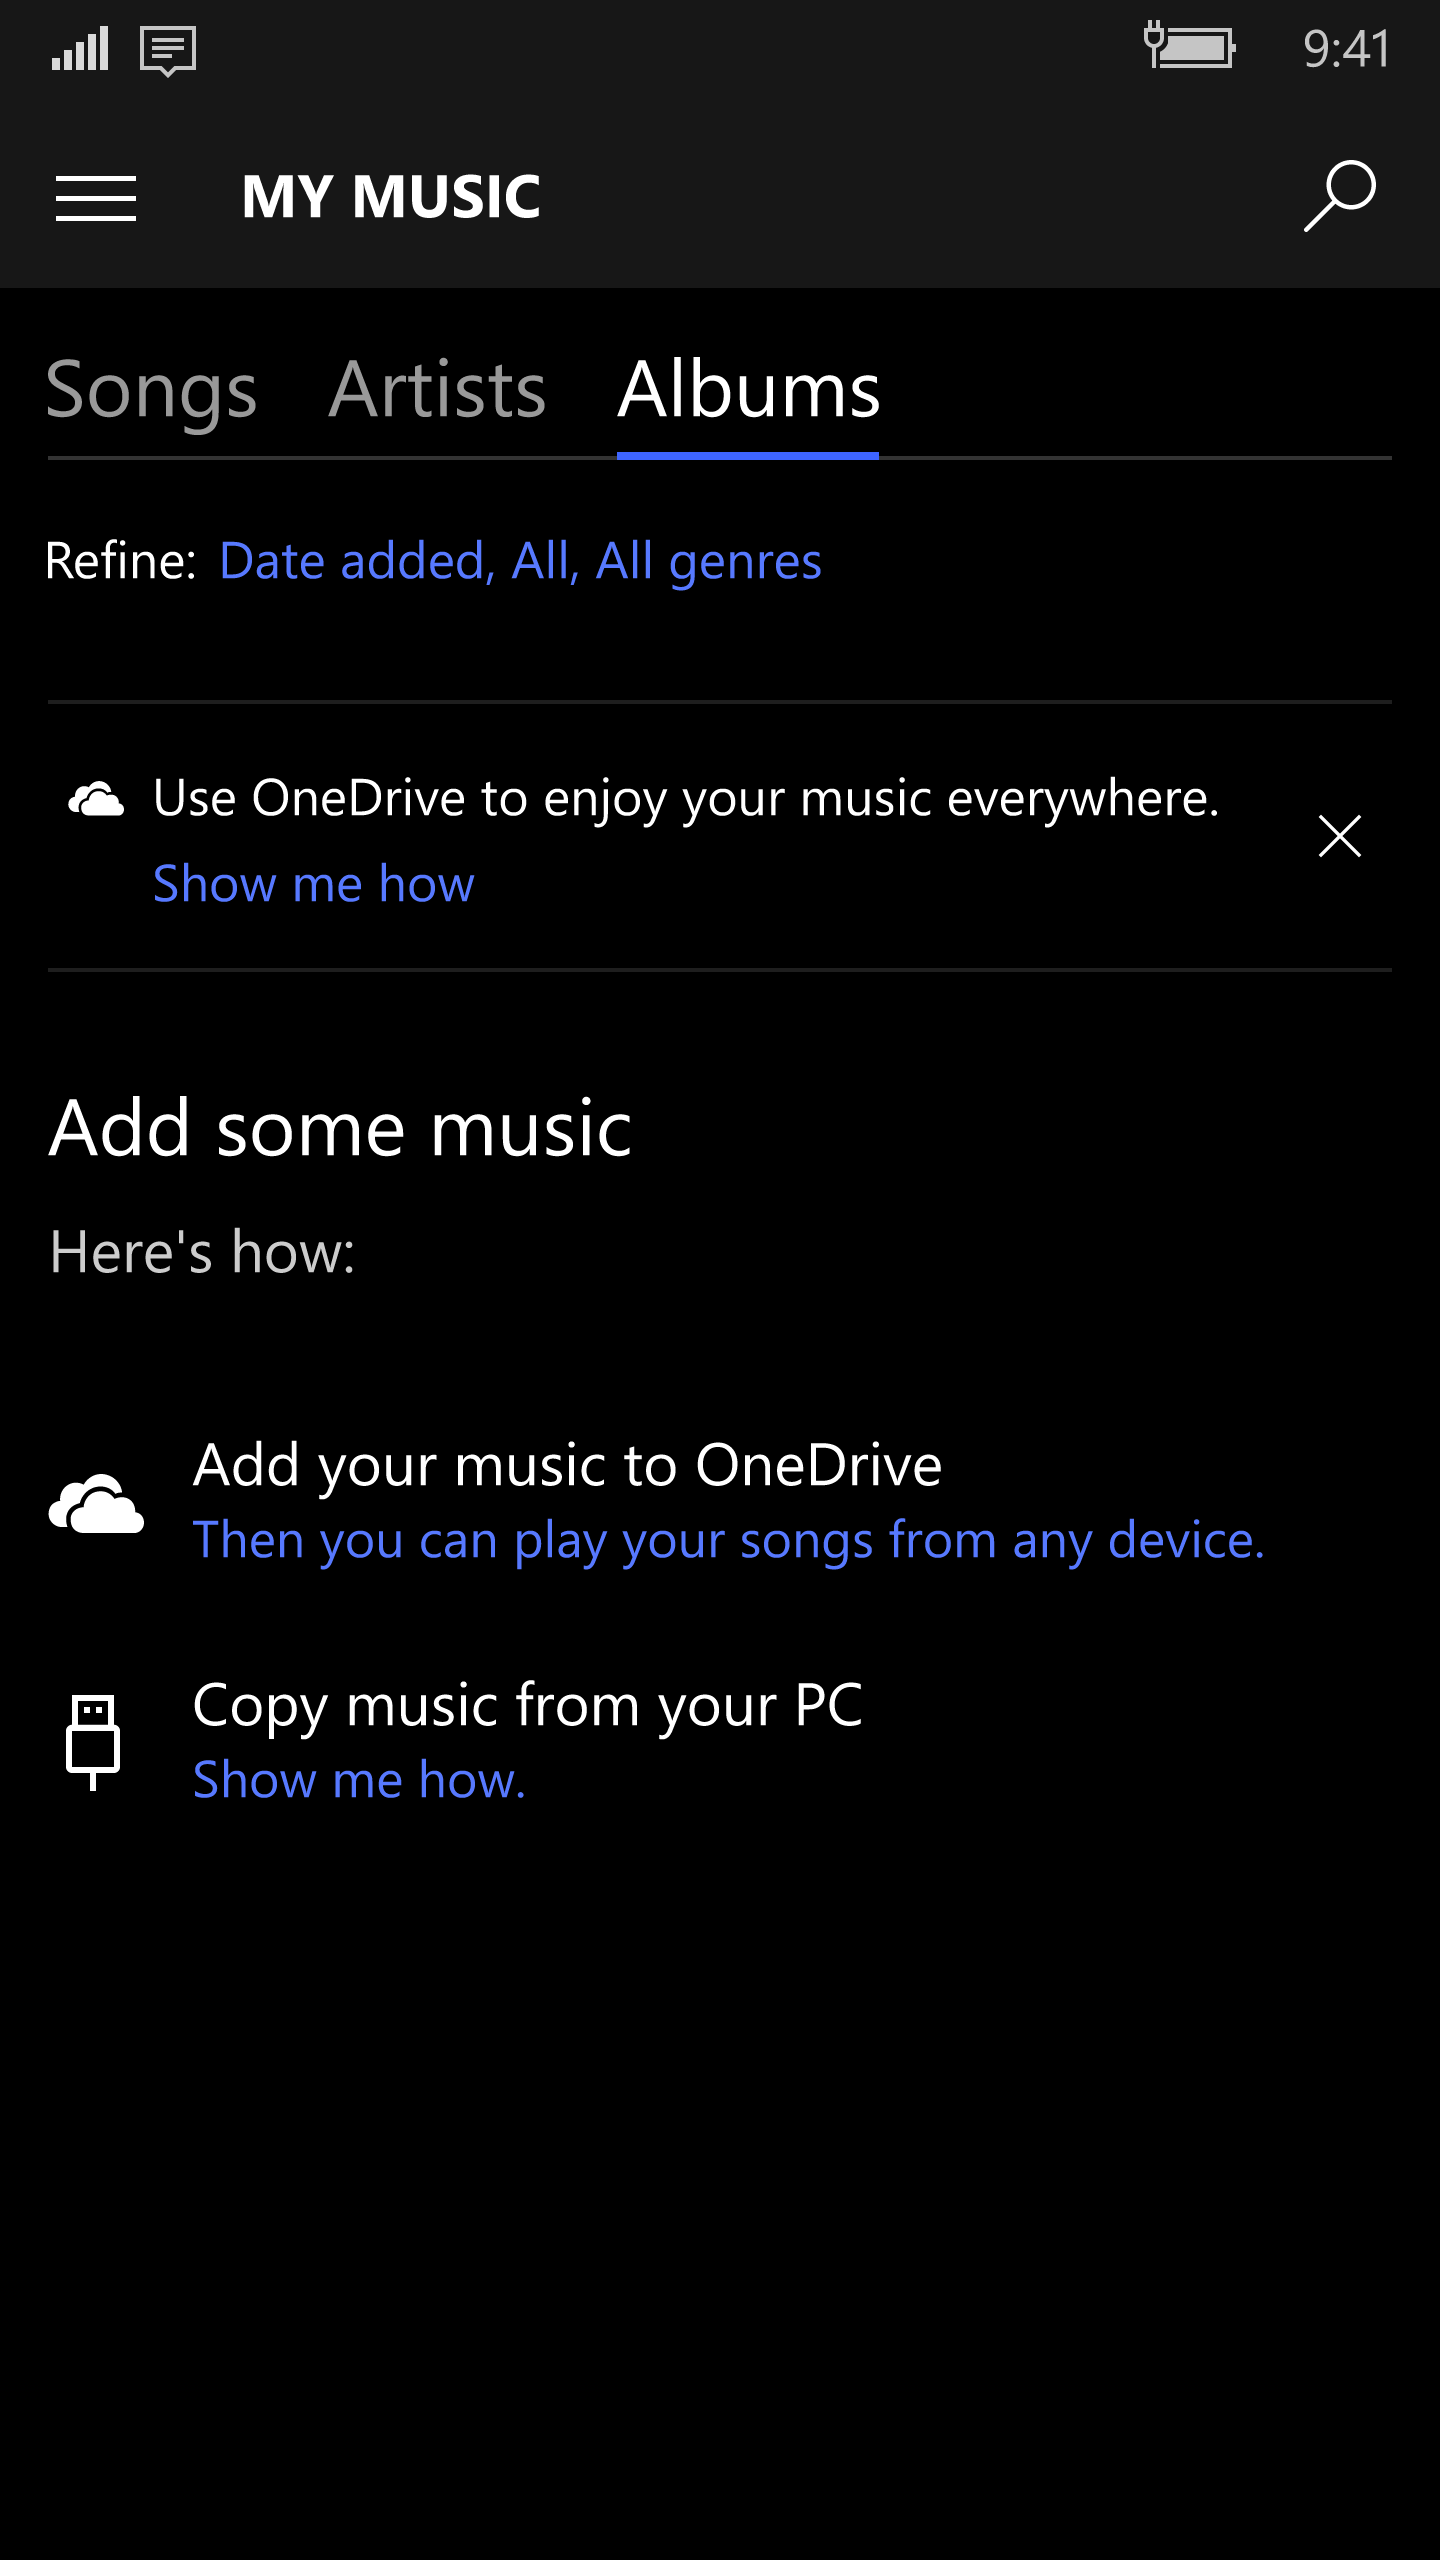 9:41
MY MUSIC
Songs Artists Albums
Refine: Date added, All, All genres
Use OneDrive to enjoy your music everywhere.
Show me how
Add some music
Here's how:
Add your music to OneDrive
Then you can play your songs from any device.
Copy music from your PC
Show me how.